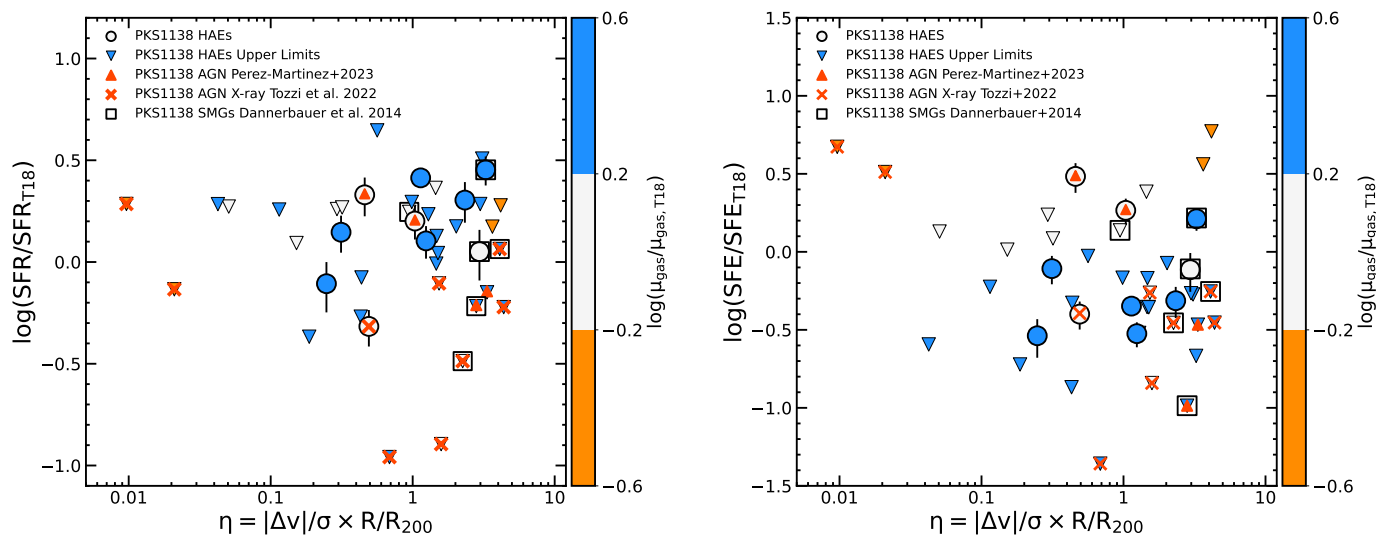 PKS1138 HAEs
PKS1138 HAEs Upper Limits
PKS1138 AGN Perez-Martinez+2023
PKS1138 AGN X-ray Tozzi et al. 2022
PKS1138 SMGs Dannerbauer et al. 2014
1.0
0.5
0.0
−0.5
−1.0
log(SFR/SFR_T18)
0.01
0.1
1
10
η = |Δv|/σ × R/R_200
0.6
0.2
−0.2
−0.6
log(μ_gas/μ_gas, T18)
PKS1138 HAES
PKS1138 HAES Upper Limits
PKS1138 AGN Perez-Martinez+2023
PKS1138 AGN X-ray Tozzi+2022
PKS1138 SMGs Dannerbauer+2014
1.5
1.0
0.5
0.0
−0.5
−1.0
−1.5
log(SFE/SFE_T18)
0.01
0.1
1
10
η = |Δv|/σ × R/R_200
0.6
0.2
−0.2
−0.6
log(μ_gas/μ_gas, T18)